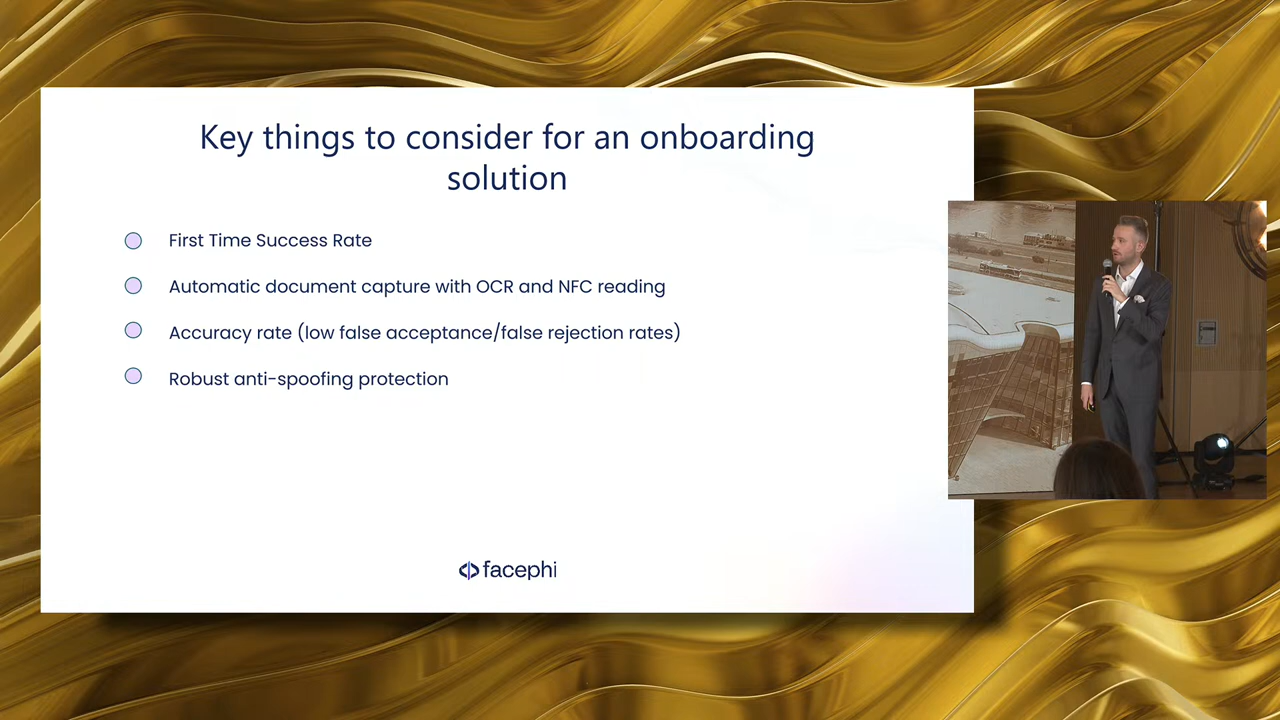 Key things to consider for an onboarding
solution
First Time Success Rate
Automatic document capture with OCR and NFC reading
Accuracy rate (low false acceptance/false rejection rates)
Robust anti-spoofing protection
facephi